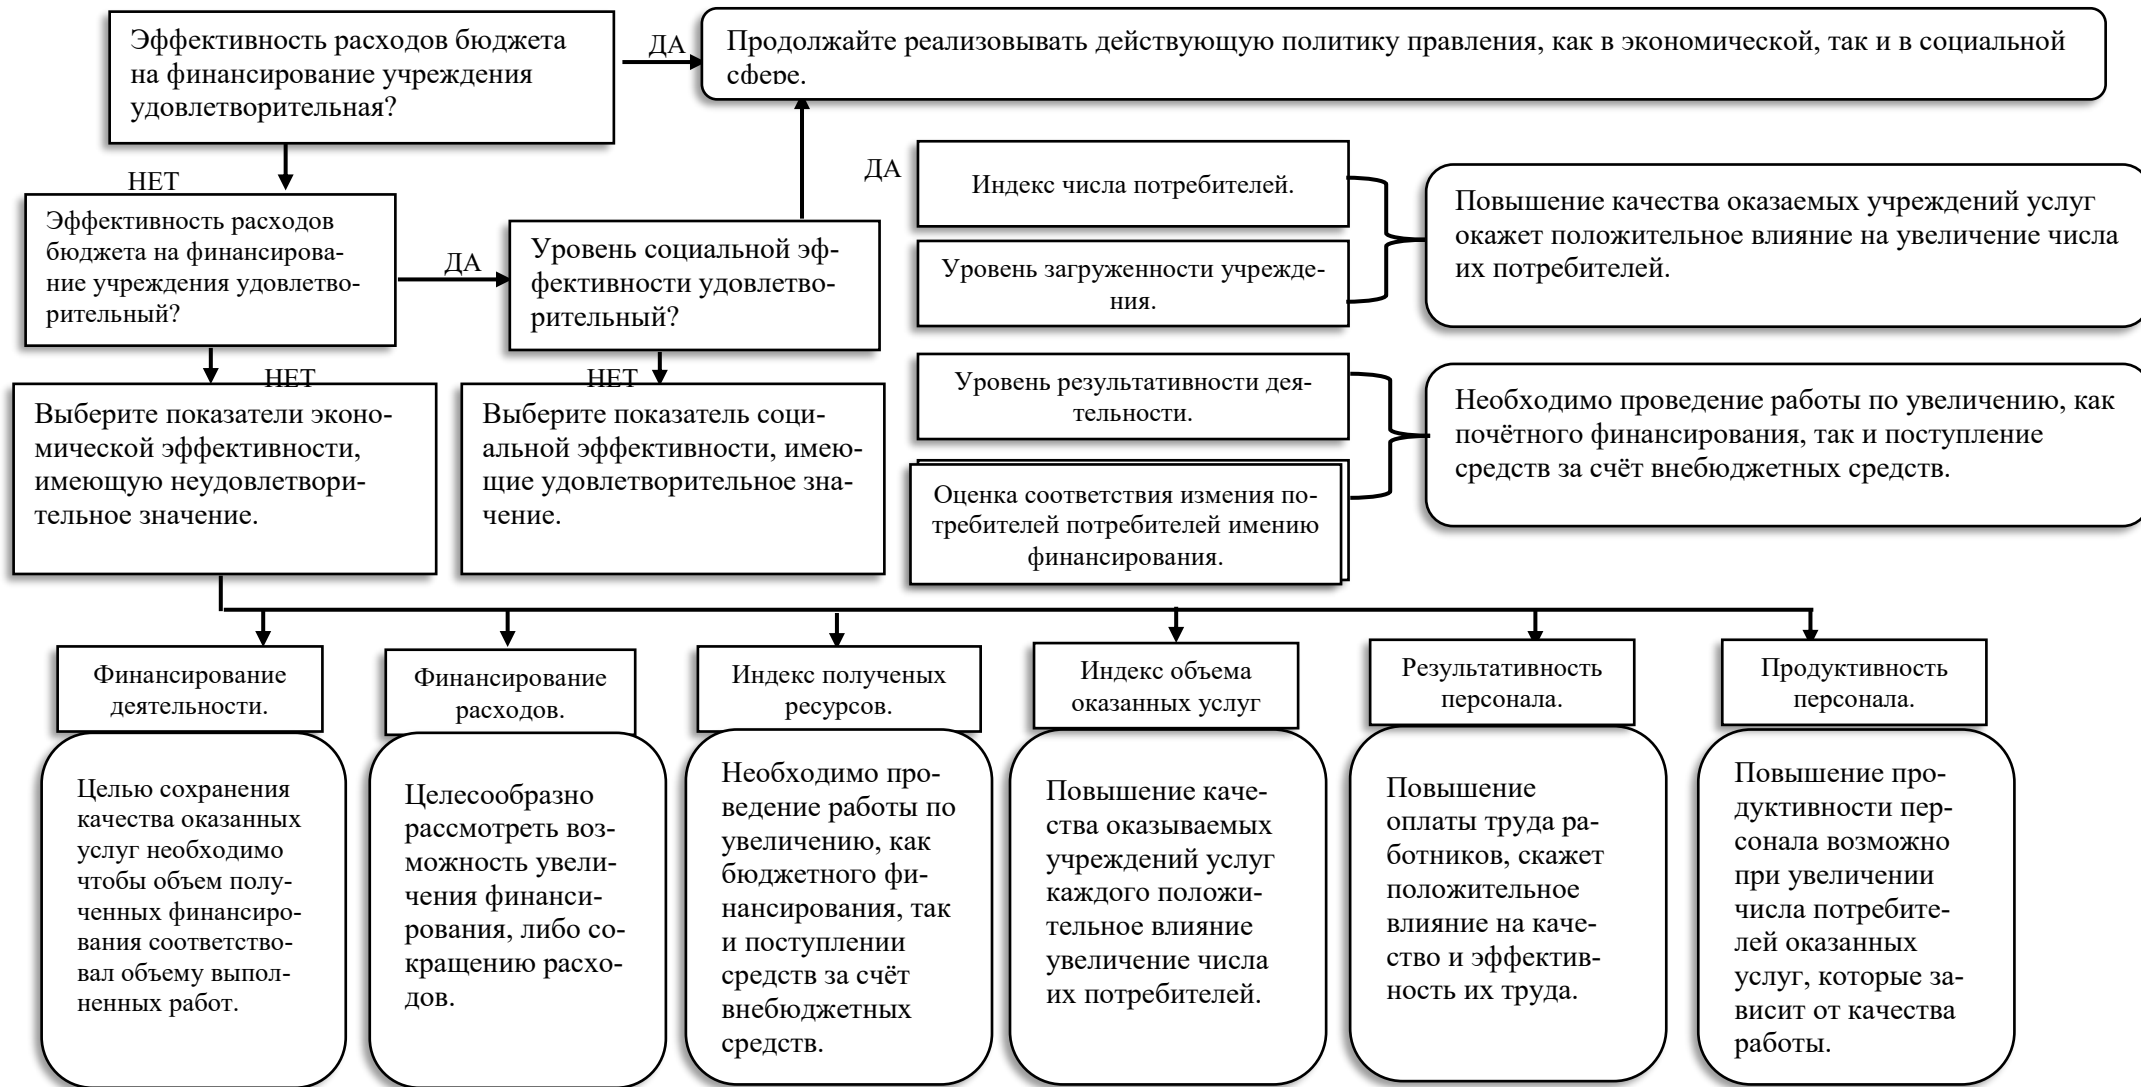 Эффективность расходов бюджета
на финансирование учреждения
удовлетворительная?
ДА
Продолжайте реализовывать действующую политику правления, как в экономической, так и в социальной
сфере.
НЕТ
Эффективность расходов
бюджета на финансирова-
ние учреждения удовлетво-
рительный?
ДА
Уровень социальной эф-
фективности удовлетво-
рительный?
ДА
Индекс числа потребителей.
Уровень загруженности учрежде-
ния.
Повышение качества оказаемых учреждений услуг
окажет положительное влияние на увеличение числа
их потребителей.
НЕТ
Выберите показатели эконо-
мической эффективности,
имеющую неудовлетвори-
тельное значение.
НЕТ
Выберите показатель соци-
альной эффективности, имею-
щие удовлетворительное зна-
чение.
Уровень результативности дея-
тельности.
Оценка соответствия измения по-
требителей потребителей имению
финансирования.
Необходимо проведение работы по увеличению, как
почётного финансирования, так и поступление
средств за счёт внебюджетных средств.
Финансирование
деятельности.
Целью сохранения
качества оказанных
услуг необходимо
чтобы объем полу-
ченных финансиро-
вания соответство-
вал объему выпол-
ненных работ.
Финансирование
расходов.
Целесообразно
рассмотреть воз-
можность увели-
чения финанси-
рования, либо со-
кращению расхо-
дов.
Индекс полученых
ресурсов.
Необходимо про-
ведение работы по
увеличению, как
бюджетного фи-
нансирования, так
и поступлении
средств за счёт
внебюджетных
средств.
Индекс объема
оказанных услуг
Повышение каче-
ства оказываемых
учреждений услуг
каждого положи-
тельное влияние
увеличение числа
их потребителей.
Результативность
персонала.
Повышение
оплаты труда ра-
ботников, скажет
положительное
влияние на каче-
ство и эффектив-
ность их труда.
Продуктивность
персонала.
Повышение про-
дуктивности пер-
сонала возможно
при увеличении
числа потребите-
лей оказанных
услуг, которые за-
висит от качества
работы.